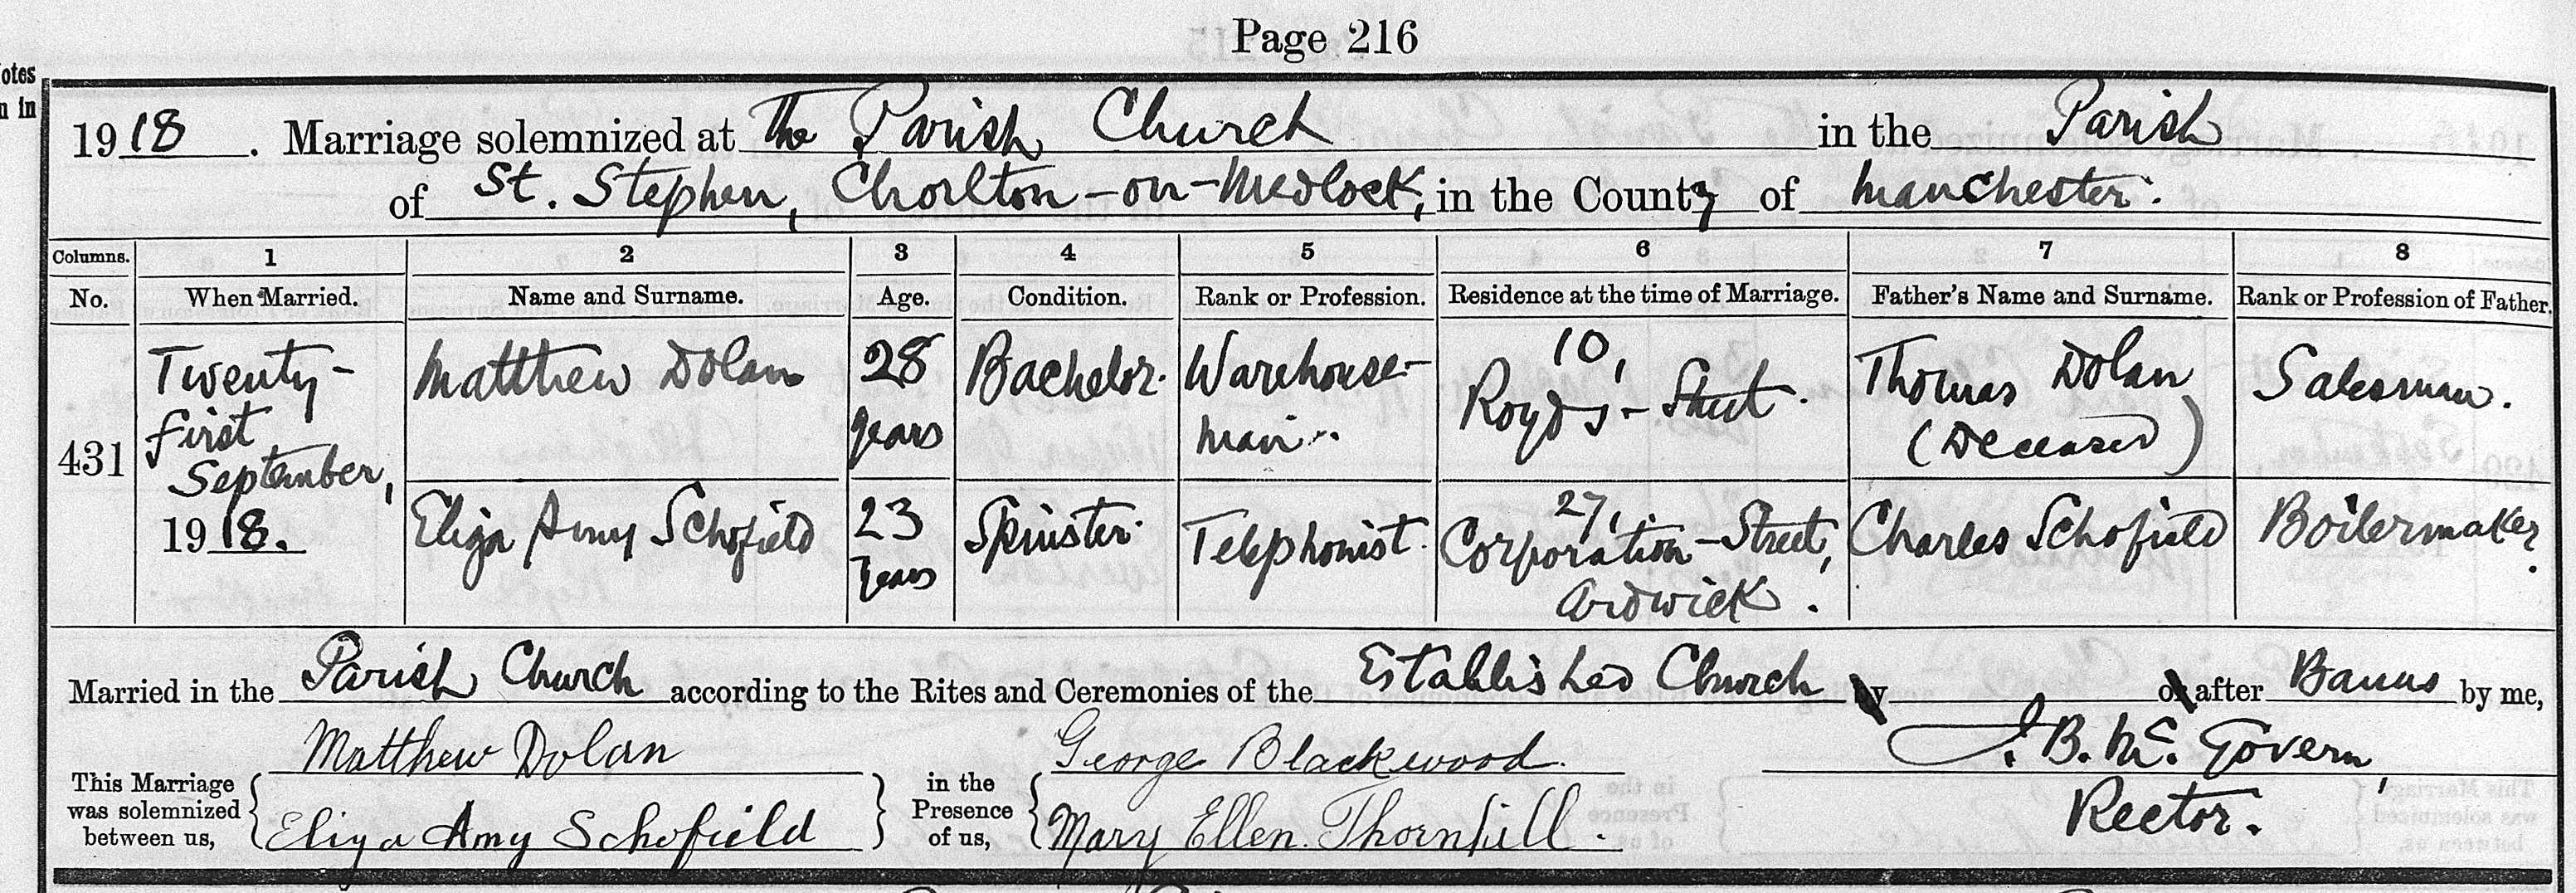 Page 216
otes
n in
1918. Marriage solemnized at The Parish Church in the Parish
of St. Stephen, Chorlton-on-Medlock, in the County of Manchester.
Columns. 1 2 3 4 5 6 7 8
No. When Married. Name and Surname. Age. Condition. Rank or Profession. Residence at the time of Marriage. Father's Name and Surname. Rank or Profession of Father.
431
Twenty-
first
September,
1918.
Matthew Dolan
28
years
Bachelor.
Warehouse-
man.
10,
Royds-Street.
Thomas Dolan
(Deceased)
Salesman.
Eliza Amy Schofield
23
years
Spinster.
Telephonist.
27,
Corporation-Street,
Ardwick.
Charles Schofield
Boilermaker.
Married in the Parish Church according to the Rites and Ceremonies of the Established Church by or after Banns by me,
This Marriage
was solemnized
between us,
Matthew Dolan
Eliza Amy Schofield
in the
Presence
of us,
George Blackwood.
Mary Ellen Thornhill.
J. B. Mc. Govern,
Rector.